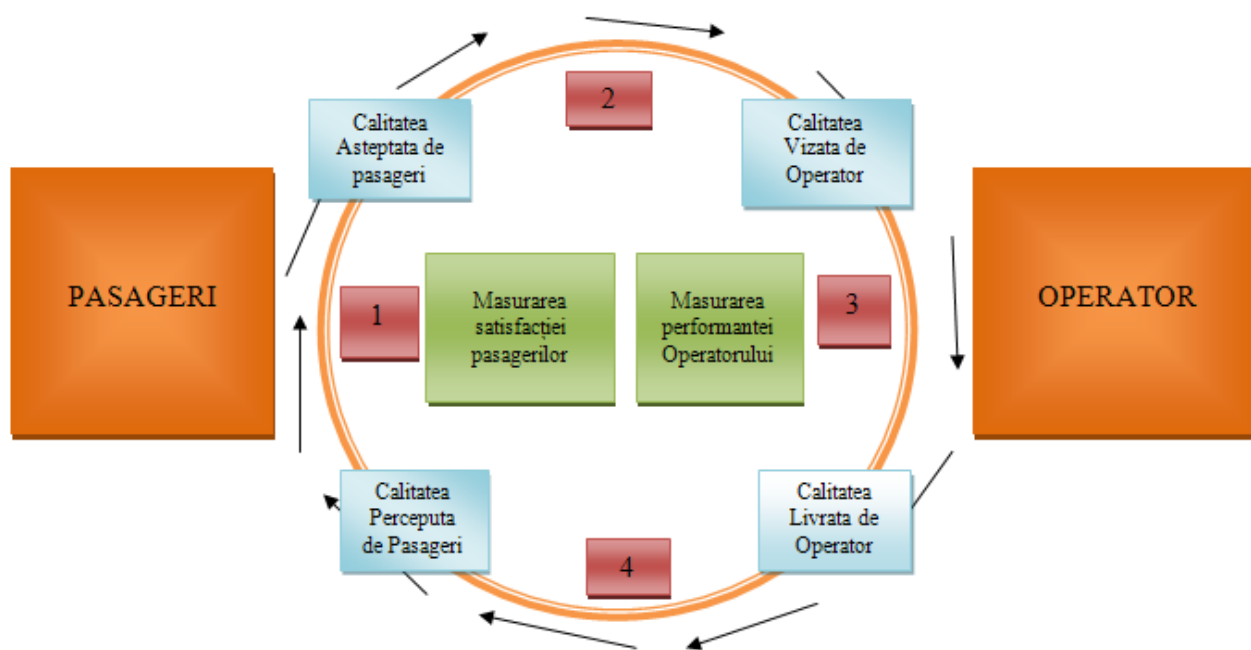 2
Calitatea
Asteptata de
pasageri
Calitatea
Vizata de
Operator
PASAGERI
1
Masurarea
satisfacției
pasagerilor
Masurarea
performantei
Operatorului
3
OPERATOR
Calitatea
Perceputa
de Pasageri
4
Calitatea
Livrata de
Operator